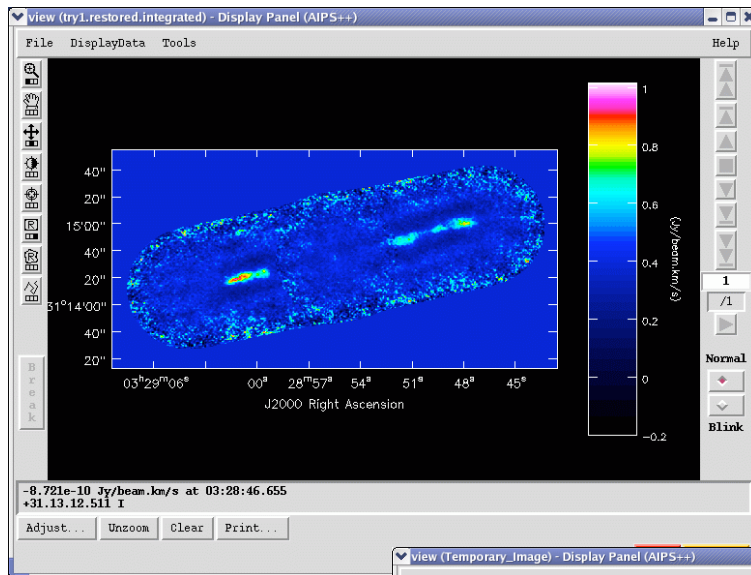 view (try1.restored.integrated) - Display Panel (AIPS++)
File DisplayData Tools Help
40"
20"
15'00"
40"
20"
31°14'00"
40"
20"
03ʰ29ᵐ06ˢ 00ˢ 28ᵐ57ˢ 54ˢ 51ˢ 48ˢ 45ˢ
J2000 Right Ascension
1
0.8
0.6
0.4
0.2
0
-0.2
(Jy/beam.km/s)
1
/1
Normal
Blink
Break
-8.721e-10 Jy/beam.km/s at 03:28:46.655
+31.13.12.511 I
Adjust... Unzoom Clear Print...
view (Temporary_Image) - Display Panel (AIPS++)